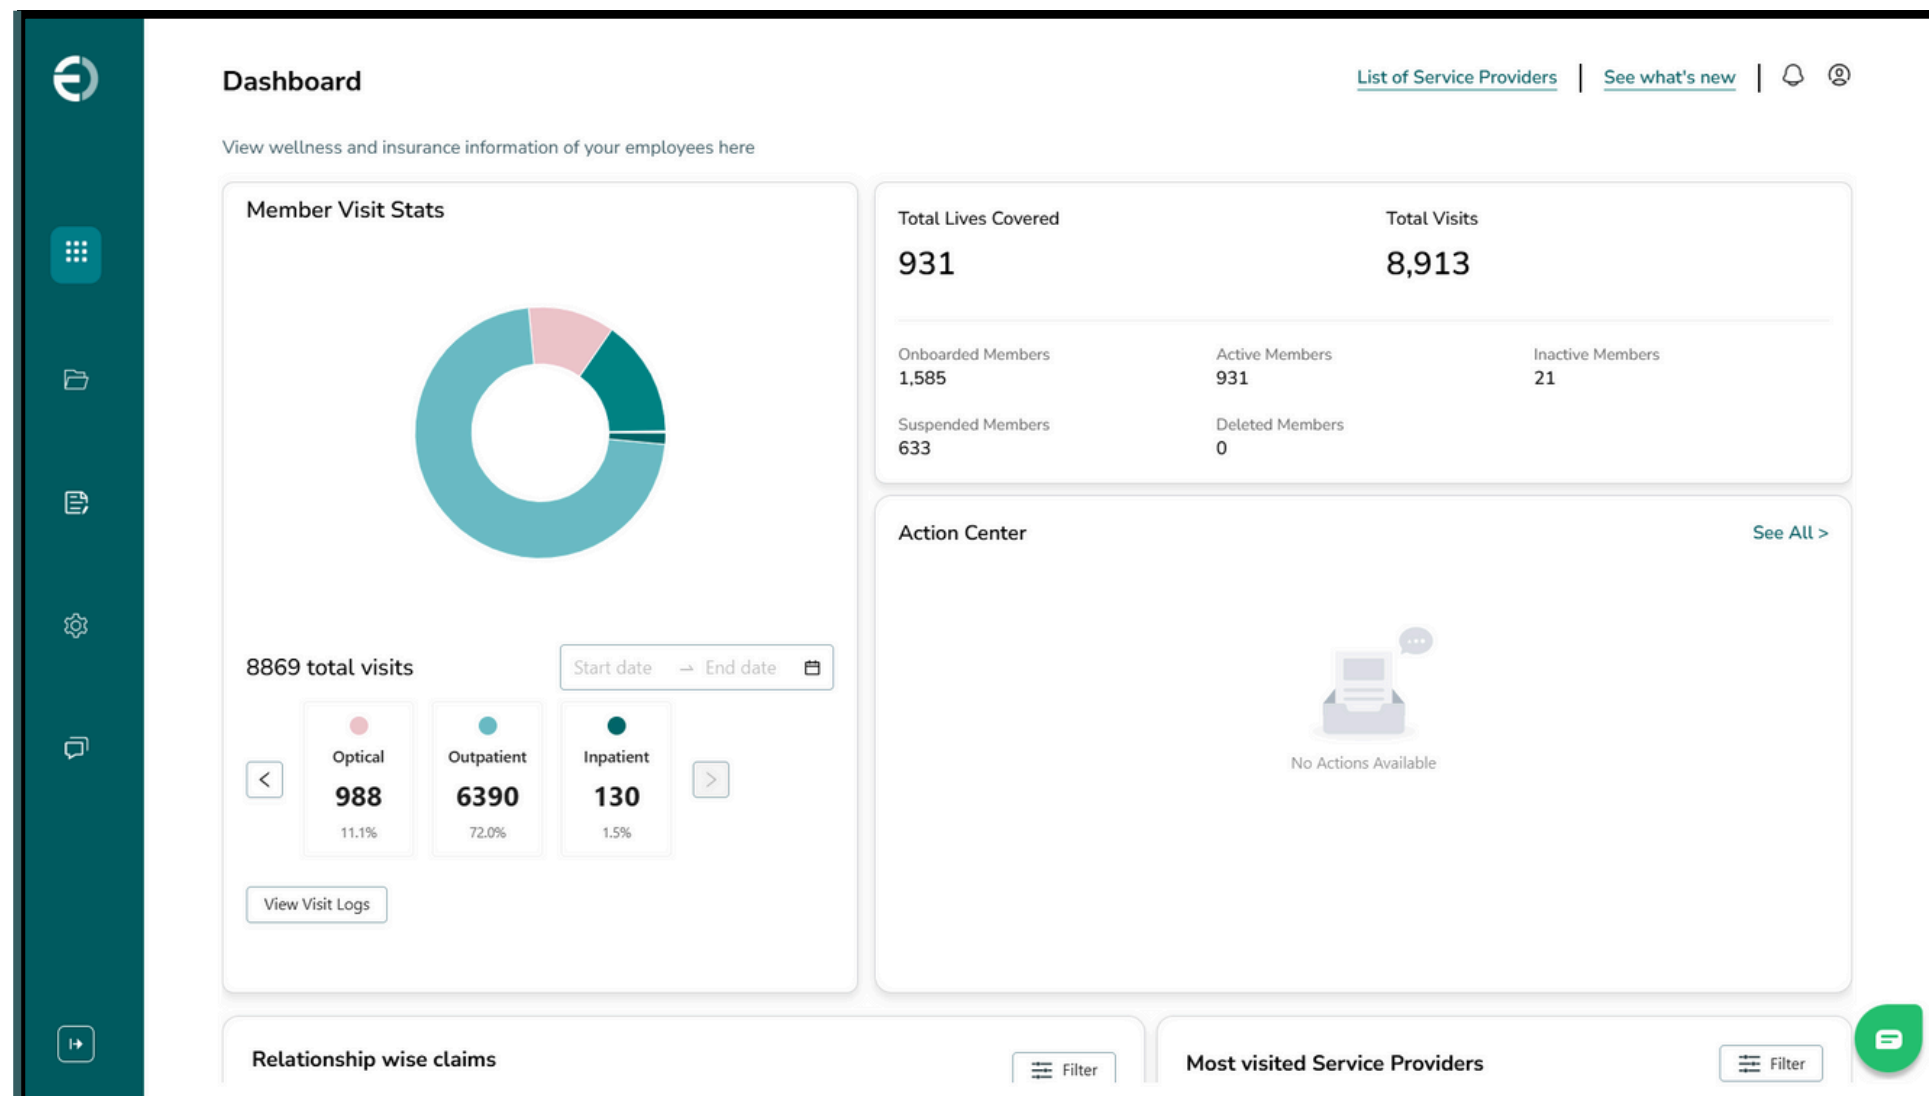 Dashboard
List of Service Providers
See what's new
View wellness and insurance information of your employees here
Member Visit Stats
8869 total visits
Start date → End date
Optical
988
11.1%
Outpatient
6390
72.0%
Inpatient
130
1.5%
View Visit Logs
Total Lives Covered
931
Total Visits
8,913
Onboarded Members
1,585
Active Members
931
Inactive Members
21
Suspended Members
633
Deleted Members
0
Action Center
See All >
No Actions Available
Relationship wise claims
Filter
Most visited Service Providers
Filter